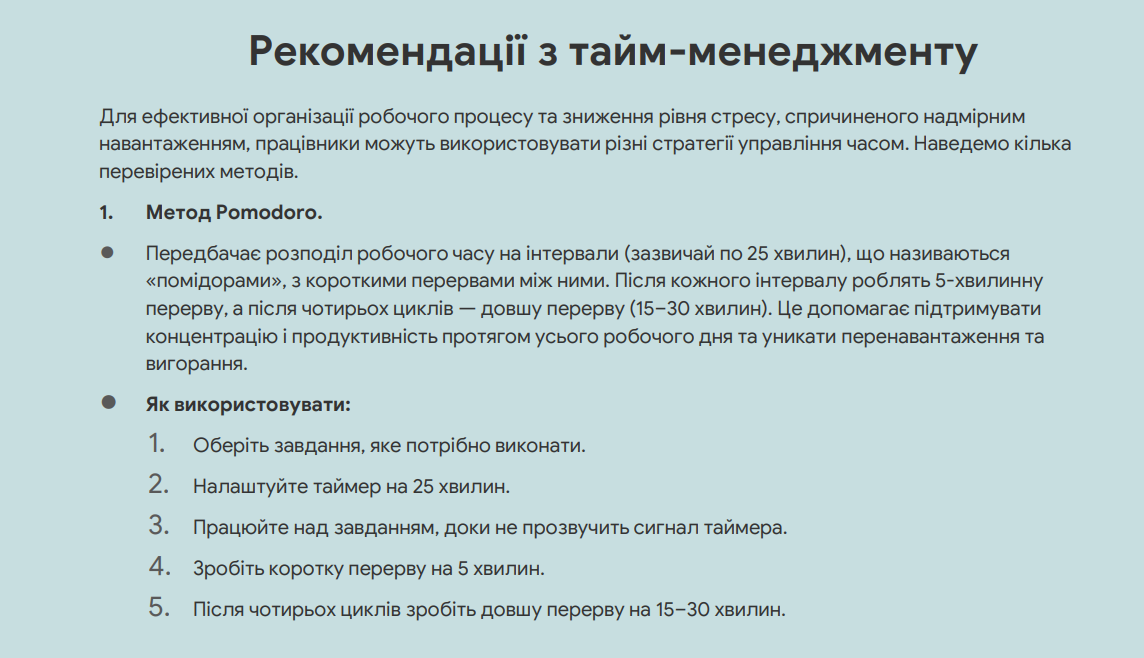 Рекомендації з тайм-менеджменту
Для ефективної організації робочого процесу та зниження рівня стресу, спричиненого надмірним
навантаженням, працівники можуть використовувати різні стратегії управління часом. Наведемо кілька
перевірених методів.
1. Метод Pomodoro.
● Передбачає розподіл робочого часу на інтервали (зазвичай по 25 хвилин), що називаються
«помідорами», з короткими перервами між ними. Після кожного інтервалу роблять 5-хвилинну
перерву, а після чотирьох циклів — довшу перерву (15–30 хвилин). Це допомагає підтримувати
концентрацію і продуктивність протягом усього робочого дня та уникати перенавантаження та
вигорання.
● Як використовувати:
1. Оберіть завдання, яке потрібно виконати.
2. Налаштуйте таймер на 25 хвилин.
3. Працюйте над завданням, доки не прозвучить сигнал таймера.
4. Зробіть коротку перерву на 5 хвилин.
5. Після чотирьох циклів зробіть довшу перерву на 15–30 хвилин.